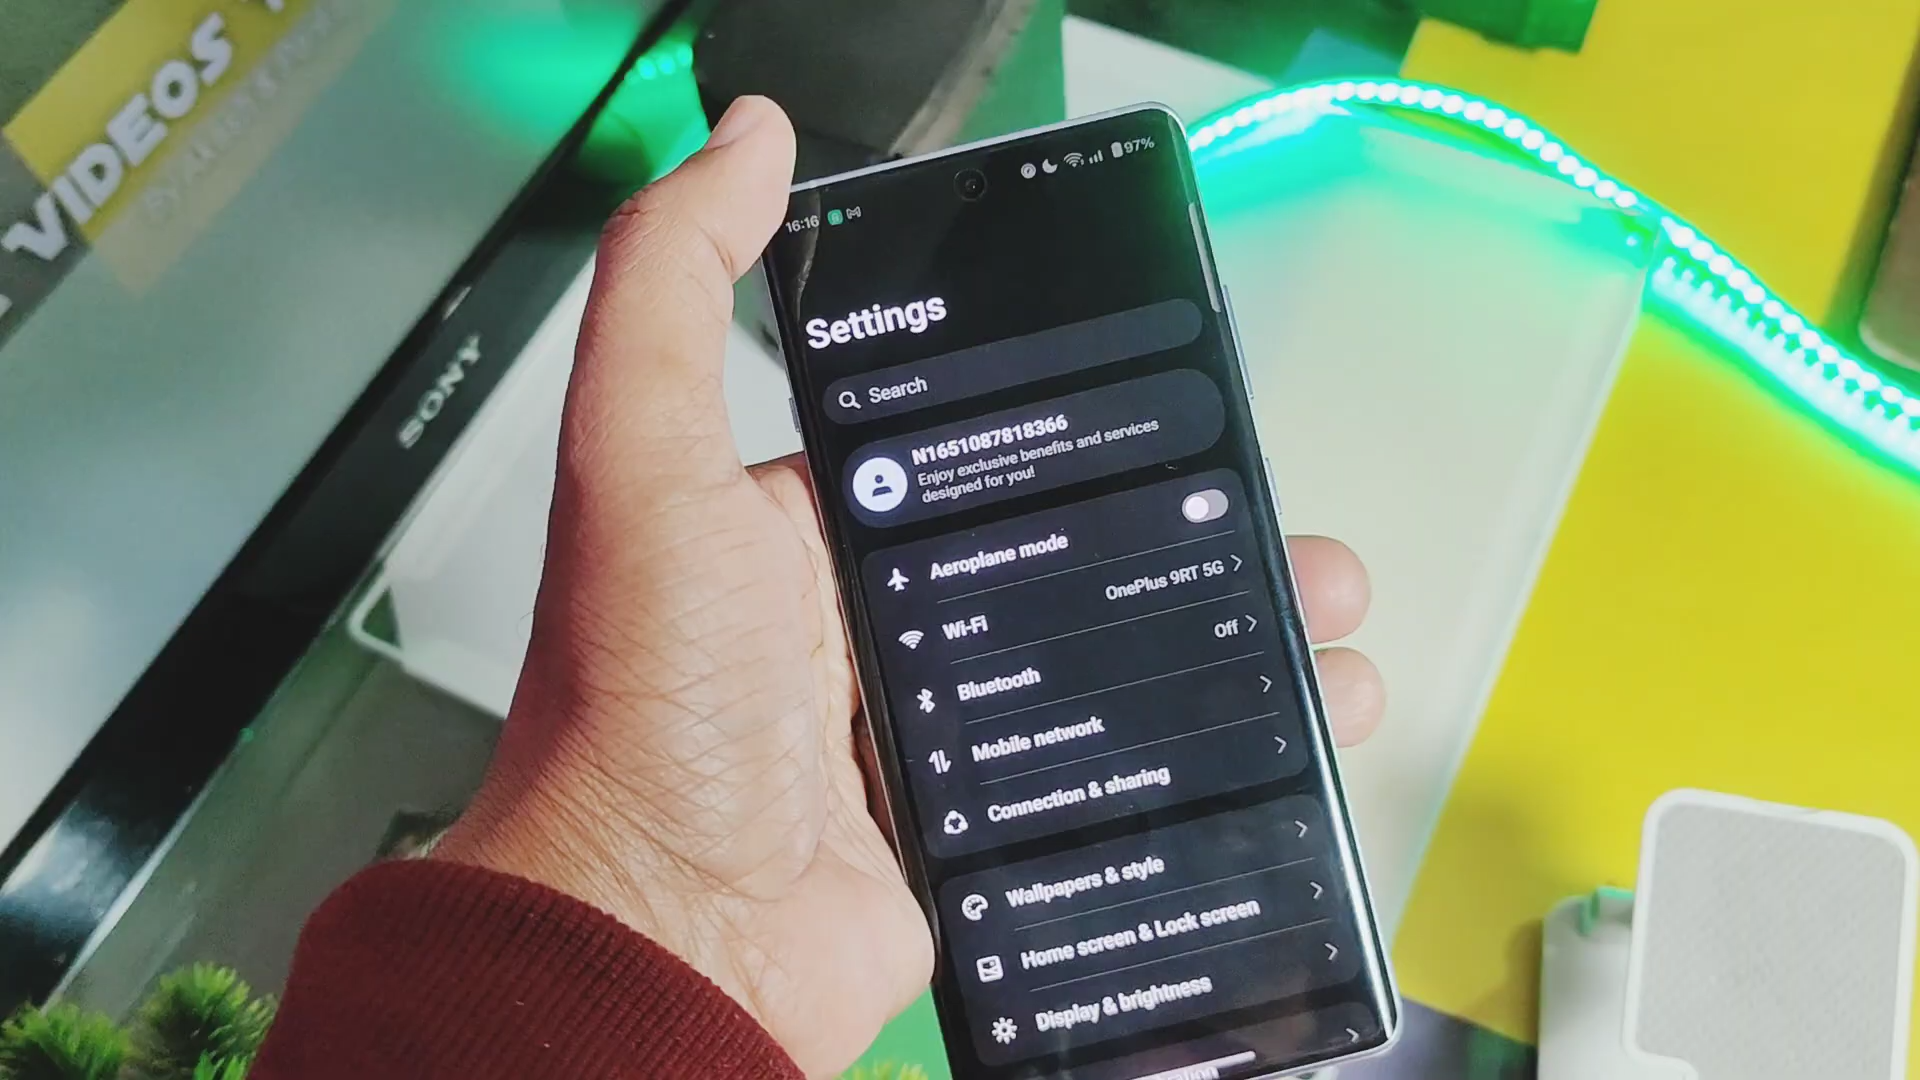 VIDEOS
SONY
16:16
97%
Settings
Search
N1651087818366
Enjoy exclusive benefits and services
designed for you!
Aeroplane mode
Wi-Fi
OnePlus 9RT 5G
Bluetooth
Off
Mobile network
Connection & sharing
Wallpapers & style
Home screen & Lock screen
Display & brightness